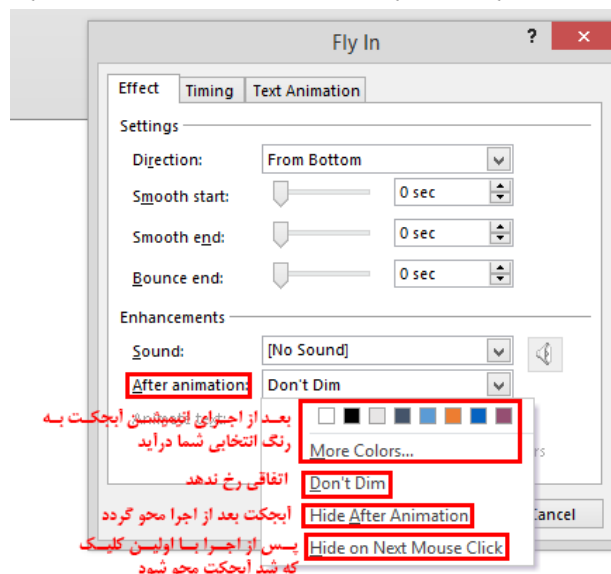 Fly In
?
×
Effect
Timing
Text Animation
Settings
Direction:
From Bottom
Smooth start:
0 sec
Smooth end:
0 sec
Bounce end:
0 sec
Enhancements
Sound:
[No Sound]
After animation:
Don't Dim
بعد از اجرای انیمیشن آبجکت به
رنگ انتخابی شما درآید
More Colors...
rs
اتفاقی رخ ندهد
Don't Dim
آبجکت بعد از اجرا محو گردد
Hide After Animation
Cancel
پس از اجرا با اولین کلیک
که شد آبجکت محو شود
Hide on Next Mouse Click